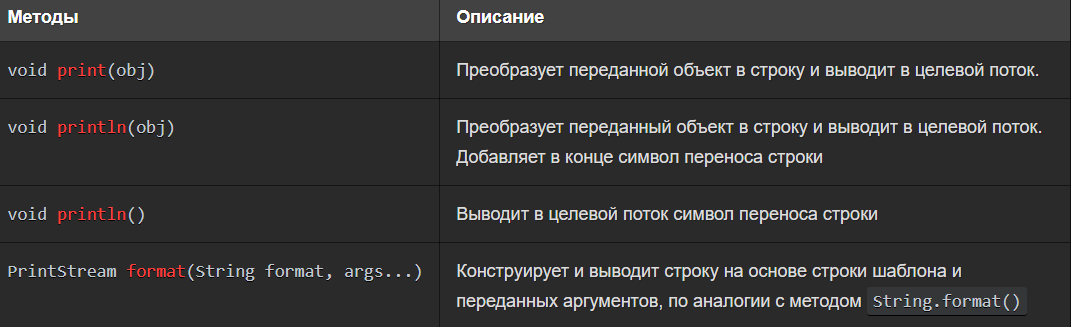 Методы Описание
void print(obj) Преобразует переданной объект в строку и выводит в целевой поток.
void println(obj) Преобразует переданный объект в строку и выводит в целевой поток.
Добавляет в конце символ переноса строки
void println() Выводит в целевой поток символ переноса строки
PrintStream format(String format, args...) Конструирует и выводит строку на основе строки шаблона и
переданных аргументов, по аналогии с методом String.format()